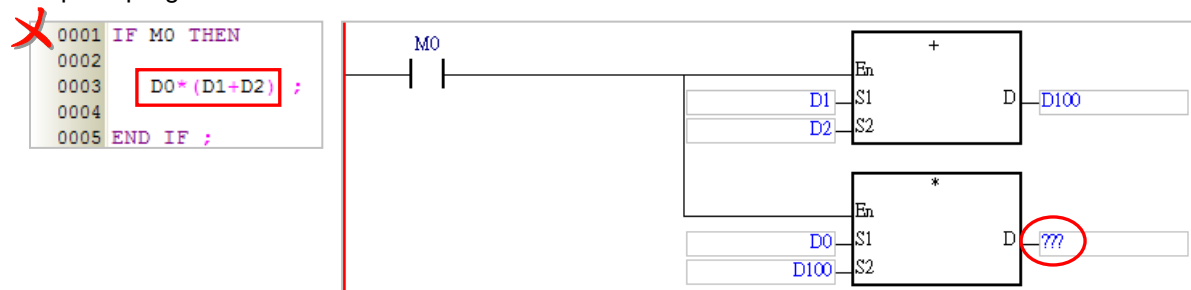 0001 IF M0 THEN
0002
0003 D0*(D1+D2) ;
0004
0005 END IF ;
M0
+
En
D1 S1 D D100
D2 S2
*
En
D0 S1 D ???
D100 S2